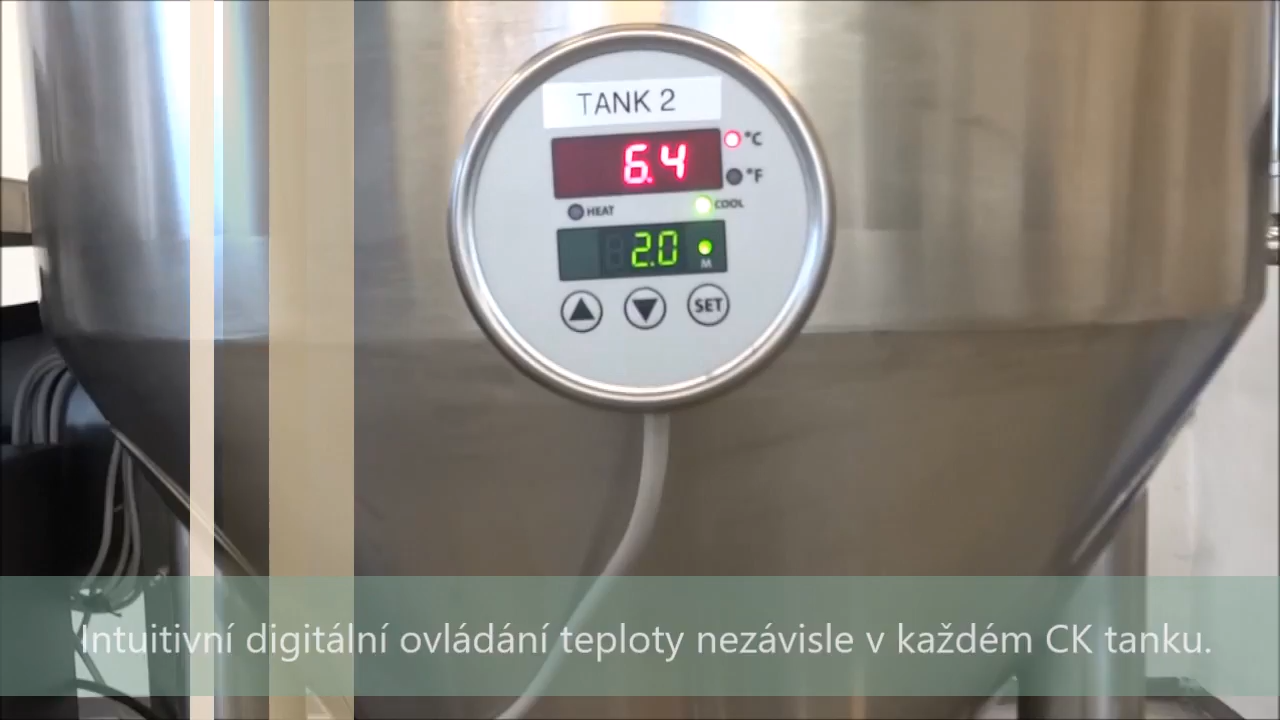 TANK 2
6.4 °C
°F
HEAT COOL
2.0 M
SET
Intuitivní digitální ovládání teploty nezávisle v každém CK tanku.